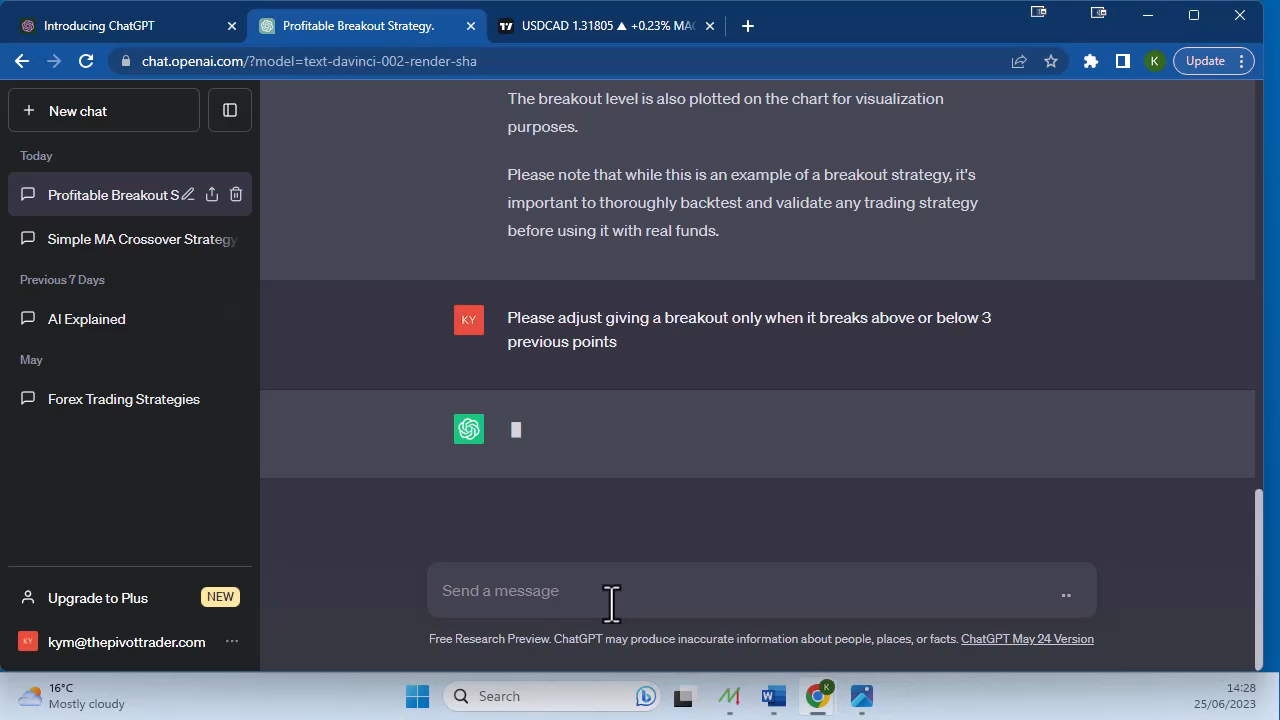 Introducing ChatGPT
Profitable Breakout Strategy.
USDCAD 1.31805 ▲ +0.23% MA
chat.openai.com/?model=text-davinci-002-render-sha
K
Update
New chat
Today
Profitable Breakout S
Simple MA Crossover Strategy
Previous 7 Days
AI Explained
May
Forex Trading Strategies
Upgrade to Plus
NEW
KY
kym@thepivottrader.com
The breakout level is also plotted on the chart for visualization
purposes.
Please note that while this is an example of a breakout strategy, it's
important to thoroughly backtest and validate any trading strategy
before using it with real funds.
KY
Please adjust giving a breakout only when it breaks above or below 3
previous points
Send a message
Free Research Preview. ChatGPT may produce inaccurate information about people, places, or facts. ChatGPT May 24 Version
16°C
Mostly cloudy
Search
K
14:28
25/06/2023